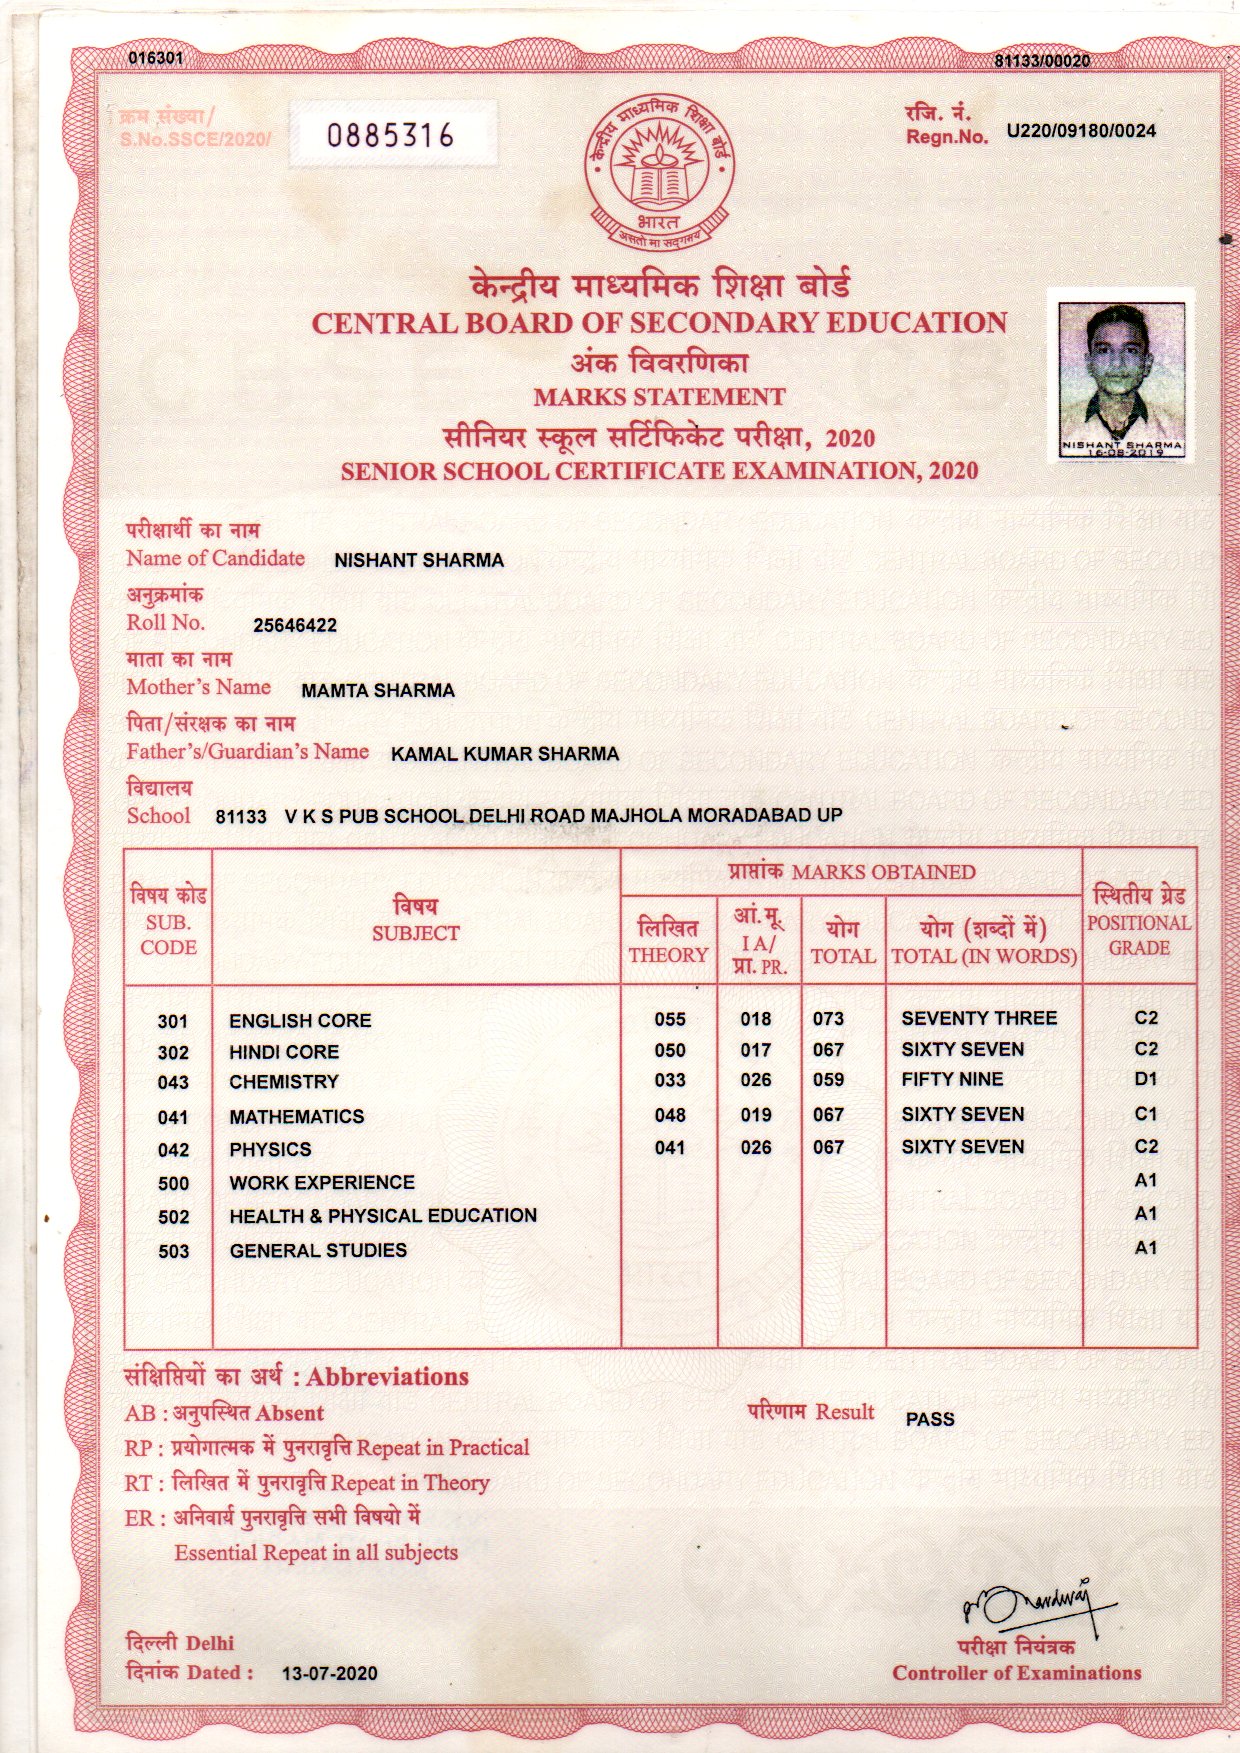 016301
81133/00020
क्रम संख्या/
S.No.SSCE/2020/
0885316
रजि. नं.
Regn.No. U220/09180/0024
केन्द्रीय माध्यमिक शिक्षा बोर्ड
भारत
असतो मा सद्गमय
केन्द्रीय माध्यमिक शिक्षा बोर्ड
CENTRAL BOARD OF SECONDARY EDUCATION
अंक विवरणिका
MARKS STATEMENT
सीनियर स्कूल सर्टिफिकेट परीक्षा, 2020
SENIOR SCHOOL CERTIFICATE EXAMINATION, 2020
NISHANT SHARMA
16-08-2019
परीक्षार्थी का नाम
Name of Candidate NISHANT SHARMA
अनुक्रमांक
Roll No. 25646422
माता का नाम
Mother's Name MAMTA SHARMA
पिता/संरक्षक का नाम
Father's/Guardian's Name KAMAL KUMAR SHARMA
विद्यालय
School 81133 V K S PUB SCHOOL DELHI ROAD MAJHOLA MORADABAD UP
विषय कोड
SUB.
CODE
विषय
SUBJECT
प्राप्तांक MARKS OBTAINED
लिखित
THEORY
आं.मू.
I A/
प्रा. PR.
योग
TOTAL
योग (शब्दों में)
TOTAL (IN WORDS)
स्थितीय ग्रेड
POSITIONAL
GRADE
301 ENGLISH CORE 055 018 073 SEVENTY THREE C2
302 HINDI CORE 050 017 067 SIXTY SEVEN C2
043 CHEMISTRY 033 026 059 FIFTY NINE D1
041 MATHEMATICS 048 019 067 SIXTY SEVEN C1
042 PHYSICS 041 026 067 SIXTY SEVEN C2
500 WORK EXPERIENCE A1
502 HEALTH & PHYSICAL EDUCATION A1
503 GENERAL STUDIES A1
संक्षिप्तियों का अर्थ : Abbreviations
AB : अनुपस्थित Absent
परिणाम Result PASS
RP : प्रयोगात्मक में पुनरावृत्ति Repeat in Practical
RT : लिखित में पुनरावृत्ति Repeat in Theory
ER : अनिवार्य पुनरावृत्ति सभी विषयो में
Essential Repeat in all subjects
दिल्ली Delhi
दिनांक Dated : 13-07-2020
परीक्षा नियंत्रक
Controller of Examinations